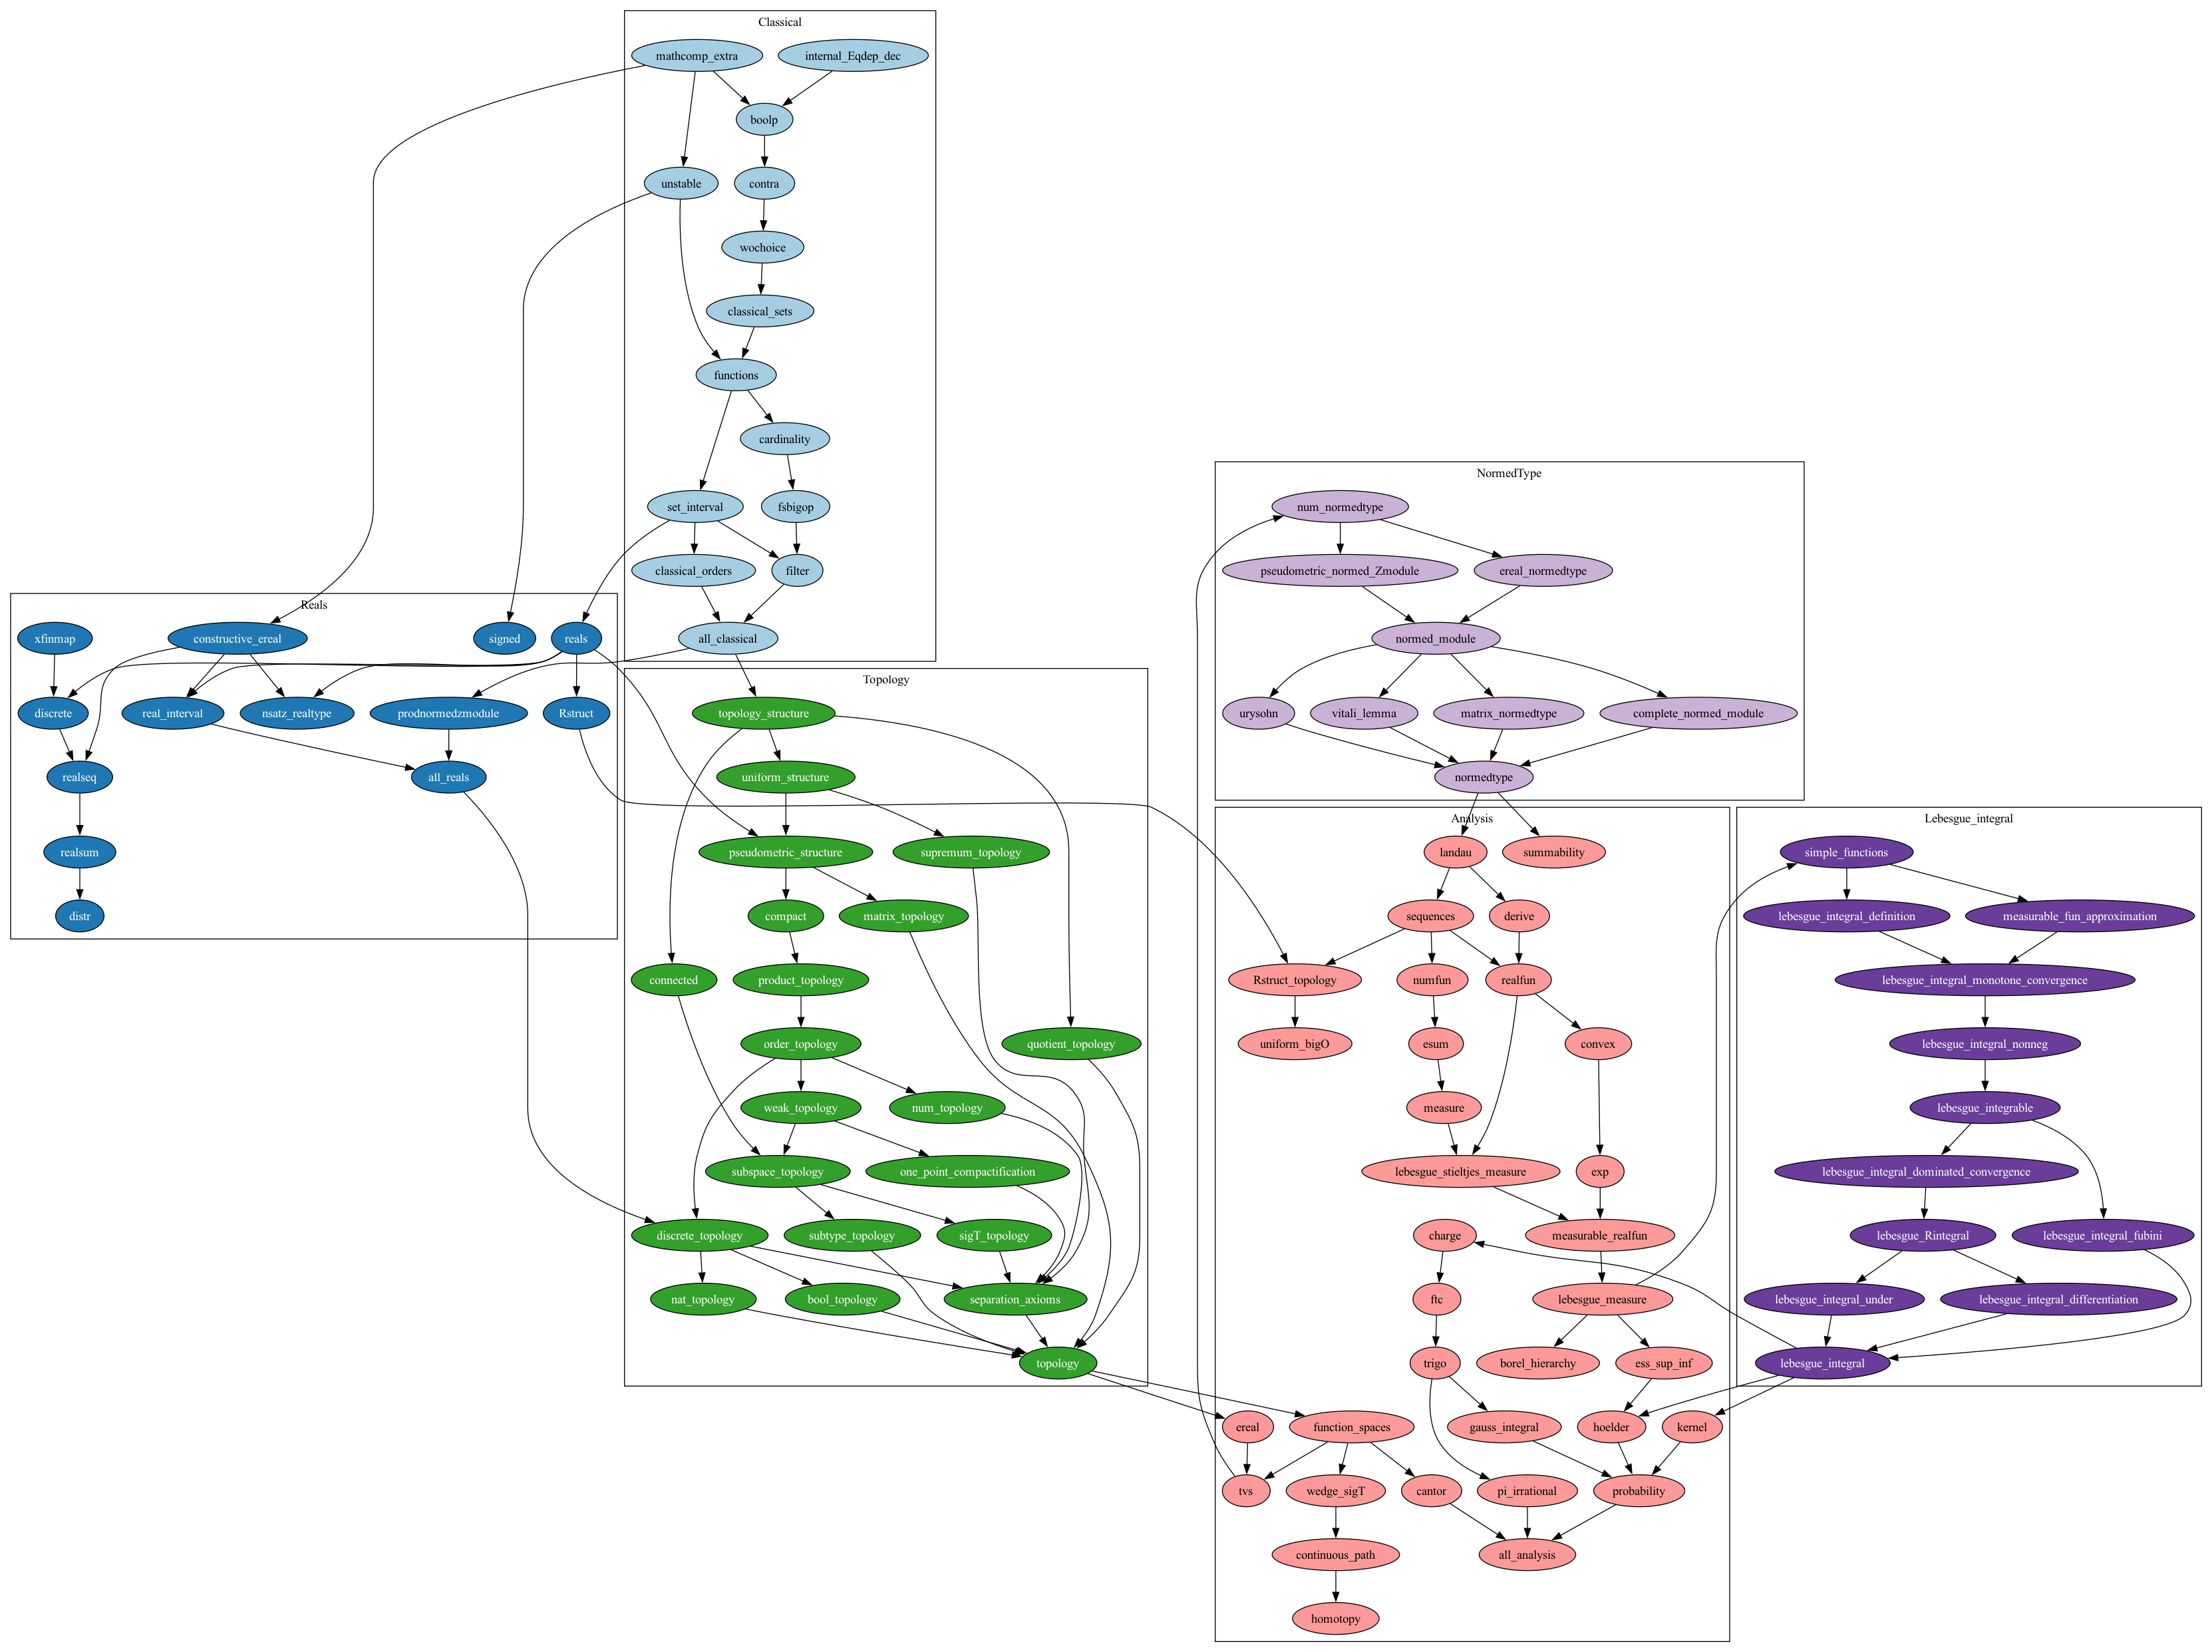 Classical
mathcomp_extra
internal_Eqdep_dec
boolp
unstable
contra
wochoice
classical_sets
functions
cardinality
set_interval
fsbigop
classical_orders
filter
all_classical
Reals
xfinmap
constructive_ereal
signed
reals
discrete
real_interval
nsatz_realtype
prodnormedzmodule
Rstruct
realseq
all_reals
realsum
distr
Topology
topology_structure
uniform_structure
pseudometric_structure
supremum_topology
compact
matrix_topology
connected
product_topology
order_topology
quotient_topology
weak_topology
num_topology
subspace_topology
one_point_compactification
discrete_topology
subtype_topology
sigT_topology
nat_topology
bool_topology
separation_axioms
topology
NormedType
num_normedtype
pseudometric_normed_Zmodule
ereal_normedtype
normed_module
urysohn
vitali_lemma
matrix_normedtype
complete_normed_module
normedtype
Analysis
landau
summability
sequences
derive
Rstruct_topology
numfun
realfun
uniform_bigO
esum
convex
measure
lebesgue_stieltjes_measure
exp
charge
measurable_realfun
ftc
lebesgue_measure
trigo
borel_hierarchy
ess_sup_inf
ereal
function_spaces
gauss_integral
hoelder
kernel
tvs
wedge_sigT
cantor
pi_irrational
probability
continuous_path
all_analysis
homotopy
Lebesgue_integral
simple_functions
lebesgue_integral_definition
measurable_fun_approximation
lebesgue_integral_monotone_convergence
lebesgue_integral_nonneg
lebesgue_integrable
lebesgue_integral_dominated_convergence
lebesgue_Rintegral
lebesgue_integral_fubini
lebesgue_integral_under
lebesgue_integral_differentiation
lebesgue_integral